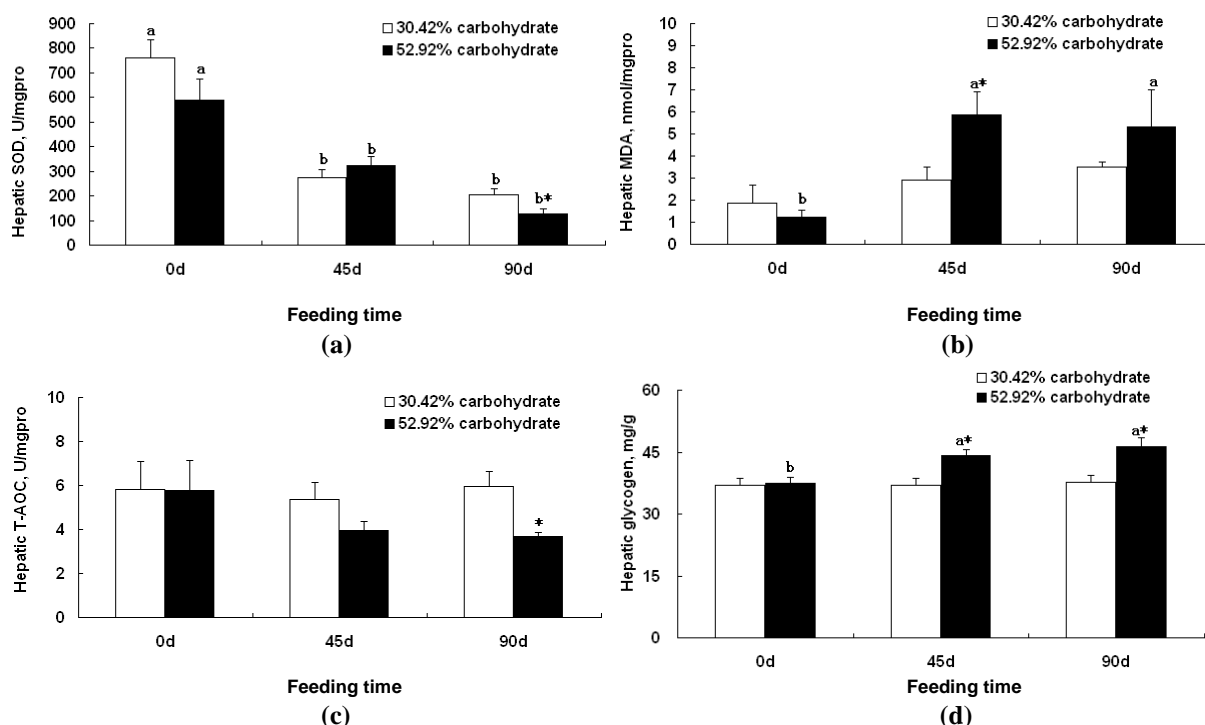 Hepatic SOD, U/mgpro
900
800
700
600
500
400
300
200
100
0
30.42% carbohydrate
52.92% carbohydrate
a
a
b
b
b
b*
0d
45d
90d
Feeding time
(a)
Hepatic MDA, nmol/mgpro
10
9
8
7
6
5
4
3
2
1
0
30.42% carbohydrate
52.92% carbohydrate
b
a*
a
0d
45d
90d
Feeding time
(b)
Hepatic T-AOC, U/mgpro
10
8
6
4
2
0
30.42% carbohydrate
52.92% carbohydrate
*
0d
45d
90d
Feeding time
(c)
Hepatic glycogen, mg/g
60
45
30
15
0
30.42% carbohydrate
52.92% carbohydrate
b
a*
a*
0d
45d
90d
Feeding time
(d)